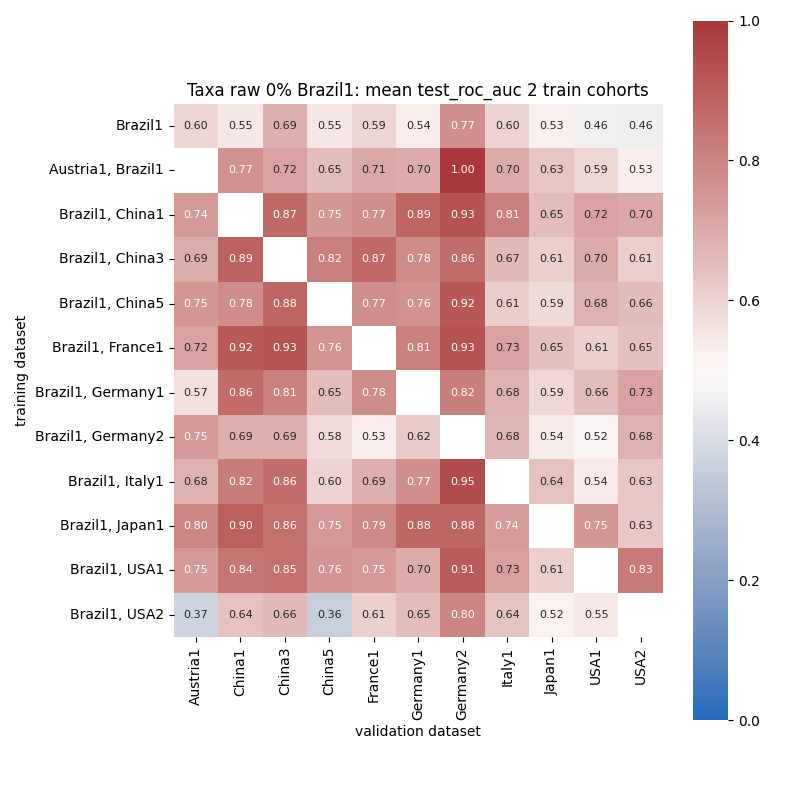 Taxa raw 0% Brazil1: mean test_roc_auc 2 train cohorts
training dataset
Brazil1 0.60 0.55 0.69 0.55 0.59 0.54 0.77 0.60 0.53 0.46 0.46
Austria1, Brazil1 0.77 0.72 0.65 0.71 0.70 1.00 0.70 0.63 0.59 0.53
Brazil1, China1 0.74 0.87 0.75 0.77 0.89 0.93 0.81 0.65 0.72 0.70
Brazil1, China3 0.69 0.89 0.82 0.87 0.78 0.86 0.67 0.61 0.70 0.61
Brazil1, China5 0.75 0.78 0.88 0.77 0.76 0.92 0.61 0.59 0.68 0.66
Brazil1, France1 0.72 0.92 0.93 0.76 0.81 0.93 0.73 0.65 0.61 0.65
Brazil1, Germany1 0.57 0.86 0.81 0.65 0.78 0.82 0.68 0.59 0.66 0.73
Brazil1, Germany2 0.75 0.69 0.69 0.58 0.53 0.62 0.68 0.54 0.52 0.68
Brazil1, Italy1 0.68 0.82 0.86 0.60 0.69 0.77 0.95 0.64 0.54 0.63
Brazil1, Japan1 0.80 0.90 0.86 0.75 0.79 0.88 0.88 0.74 0.75 0.63
Brazil1, USA1 0.75 0.84 0.85 0.76 0.75 0.70 0.91 0.73 0.61 0.83
Brazil1, USA2 0.37 0.64 0.66 0.36 0.61 0.65 0.80 0.64 0.52 0.55
Austria1 China1 China3 China5 France1 Germany1 Germany2 Italy1 Japan1 USA1 USA2
validation dataset
1.0
0.8
0.6
0.4
0.2
0.0